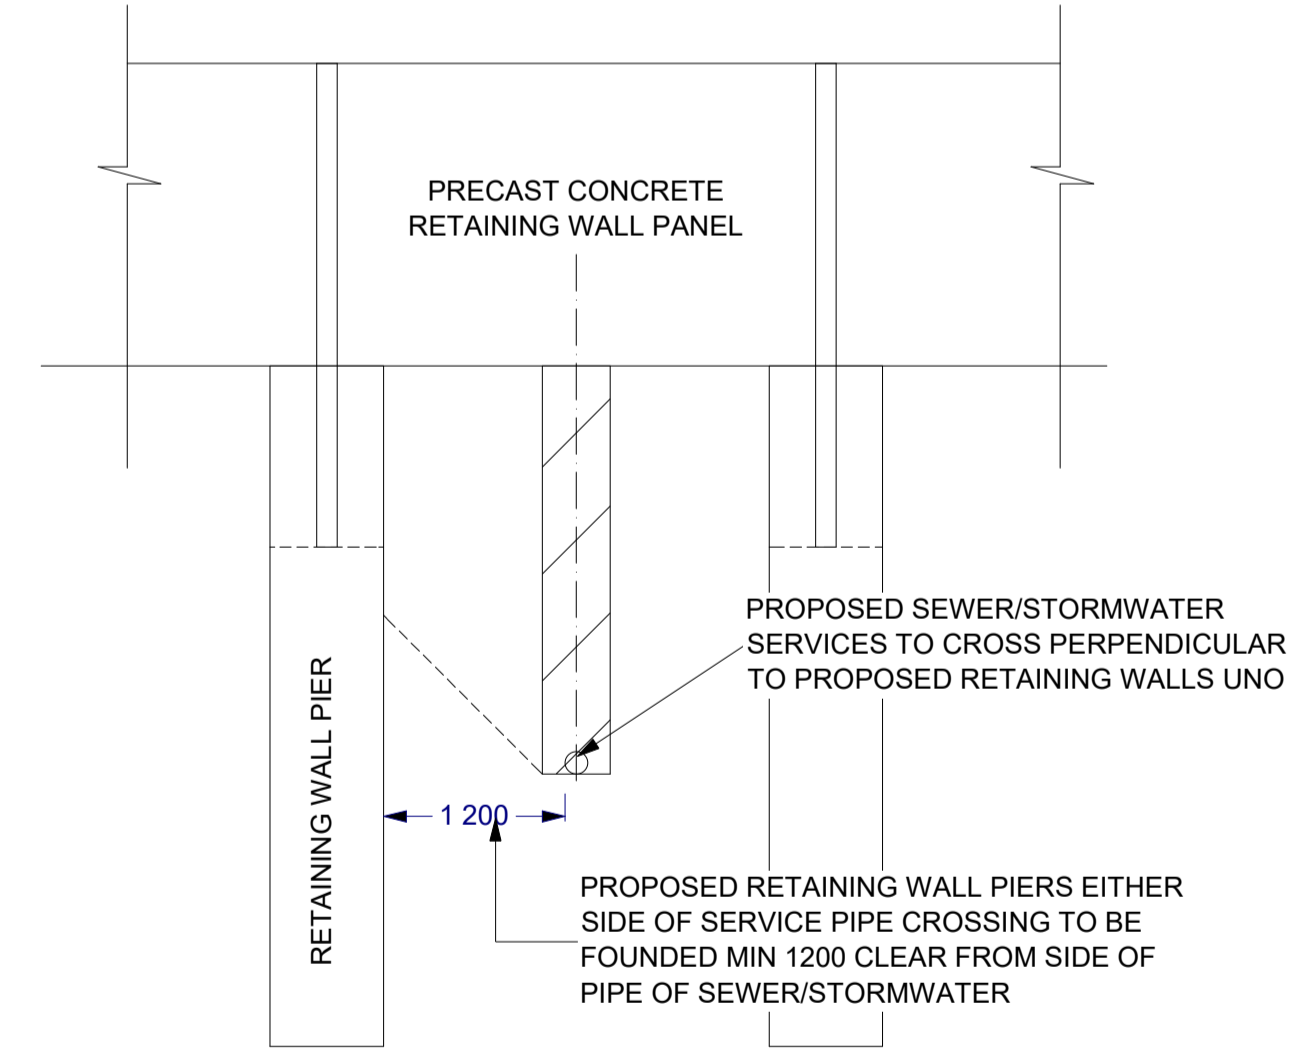 PRECAST CONCRETE
RETAINING WALL PANEL
PROPOSED SEWER/STORMWATER
SERVICES TO CROSS PERPENDICULAR
TO PROPOSED RETAINING WALLS UNO
RETAINING WALL PIER
1 200
PROPOSED RETAINING WALL PIERS EITHER
SIDE OF SERVICE PIPE CROSSING TO BE
FOUNDED MIN 1200 CLEAR FROM SIDE OF
PIPE OF SEWER/STORMWATER